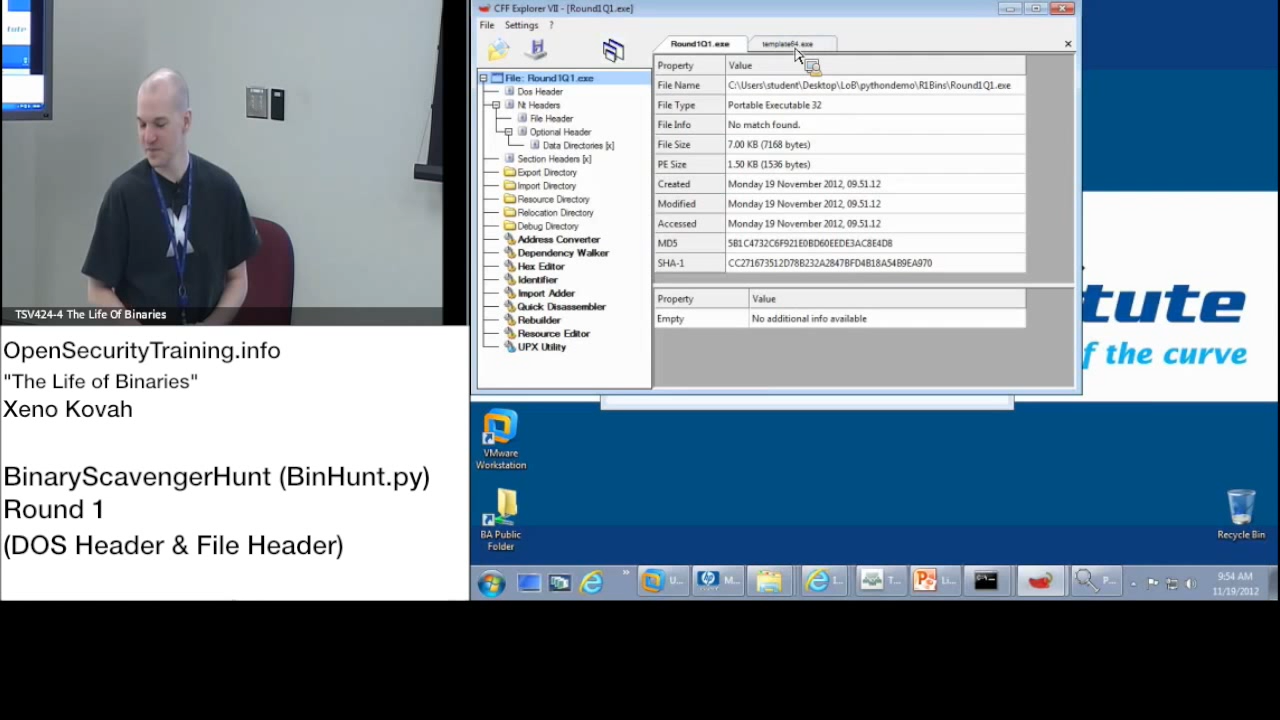 tute
TSV424-4 The Life Of Binaries
OpenSecurityTraining.info
"The Life of Binaries"
Xeno Kovah
BinaryScavengerHunt (BinHunt.py)
Round 1
(DOS Header & File Header)
CFF Explorer VII - [Round1Q1.exe]
File Settings ?
Round1Q1.exe
template64.exe
File: Round1Q1.exe
Dos Header
Nt Headers
File Header
Optional Header
Data Directories [x]
Section Headers [x]
Export Directory
Import Directory
Resource Directory
Relocation Directory
Debug Directory
Address Converter
Dependency Walker
Hex Editor
Identifier
Import Adder
Quick Disassembler
Rebuilder
Resource Editor
UPX Utility
Property Value
File Name C:\Users\student\Desktop\LoB\pythondemo\R1Bins\Round1Q1.exe
File Type Portable Executable 32
File Info No match found.
File Size 7.00 KB (7168 bytes)
PE Size 1.50 KB (1536 bytes)
Created Monday 19 November 2012, 09.51.12
Modified Monday 19 November 2012, 09.51.12
Accessed Monday 19 November 2012, 09.51.12
MD5 5B1C4732C6F921E0BD60EEDE3AC8E4D8
SHA-1 CC271673512D78B232A2847BFD4B18A54B9EA970
Property Value
Empty No additional info available
tute
of the curve
VMware
Workstation
BA Public
Folder
Recycle Bin
U...
M...
1...
T...
Li...
P...
9:54 AM
11/19/2012